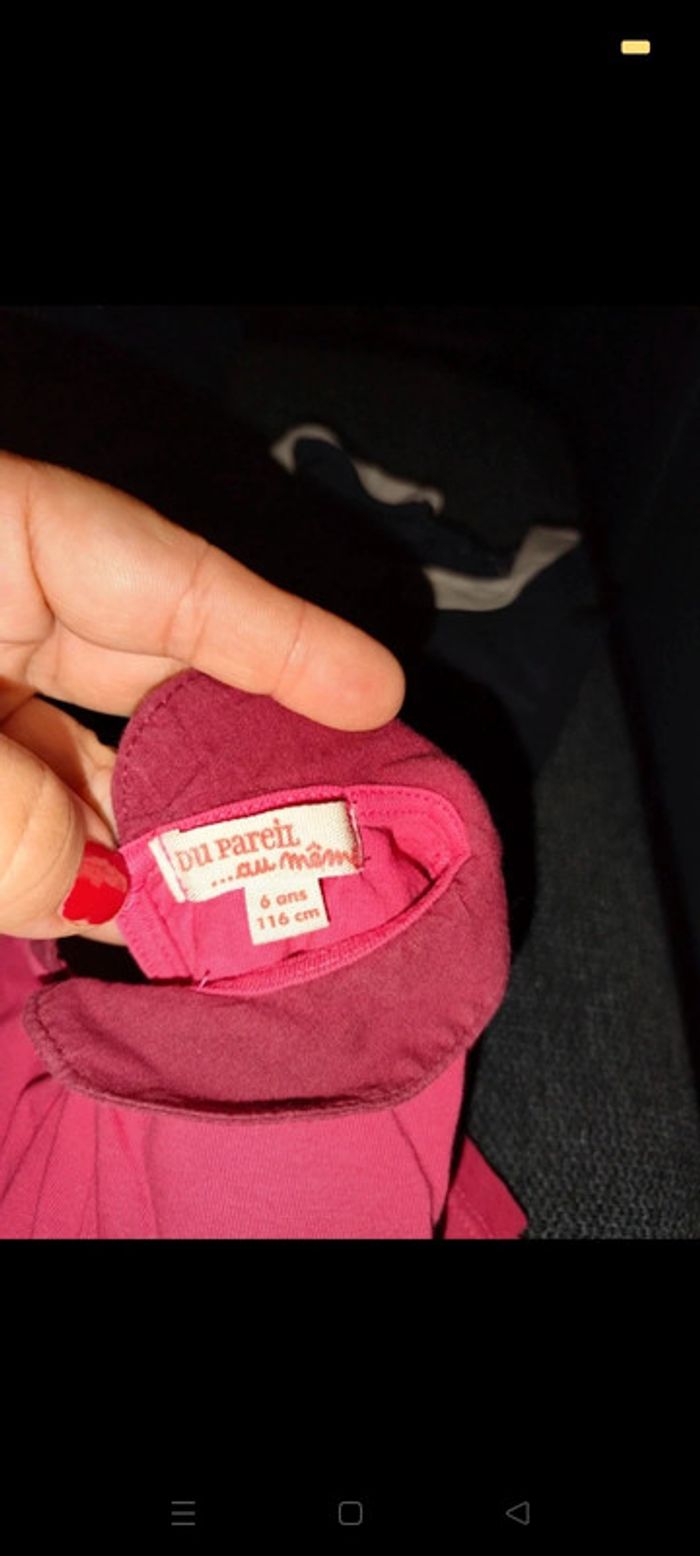 Du Pareil
...au même
6 ans
116 cm